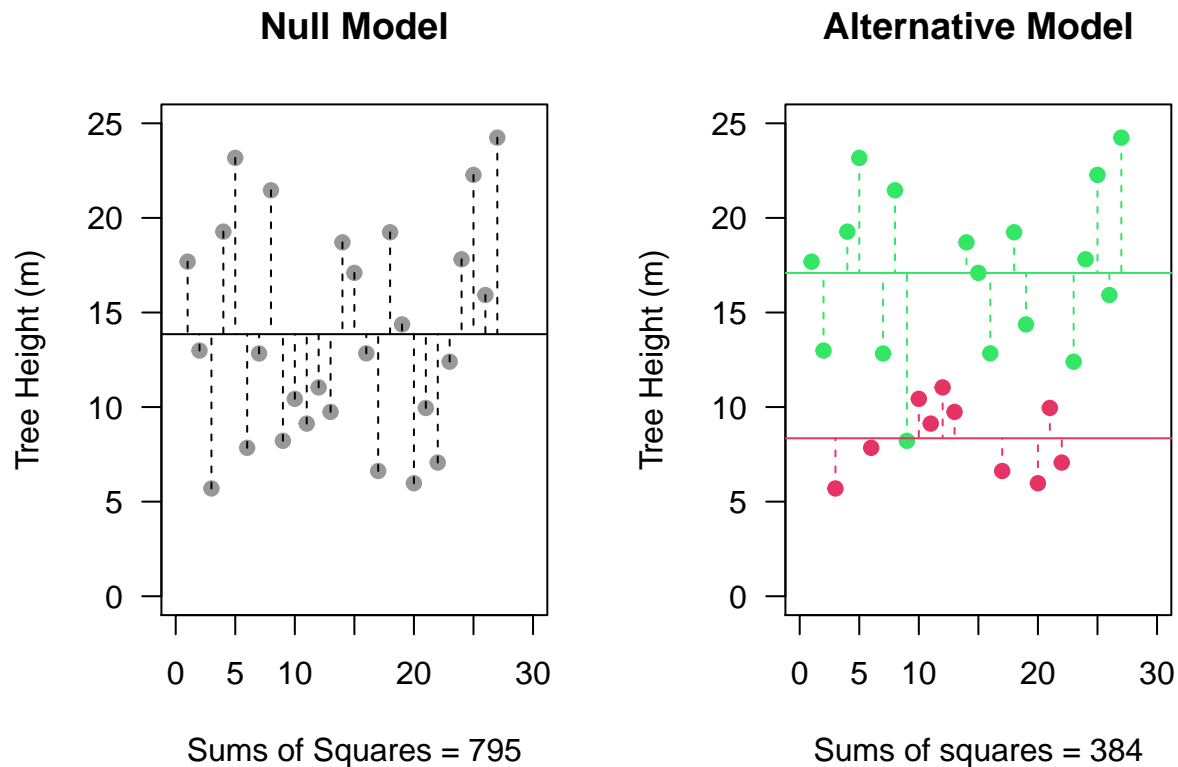 Null Model
Tree Height (m)
25
20
15
10
5
0
0 5 10 20 30
Sums of Squares = 795
Alternative Model
Tree Height (m)
25
20
15
10
5
0
0 5 10 20 30
Sums of squares = 384